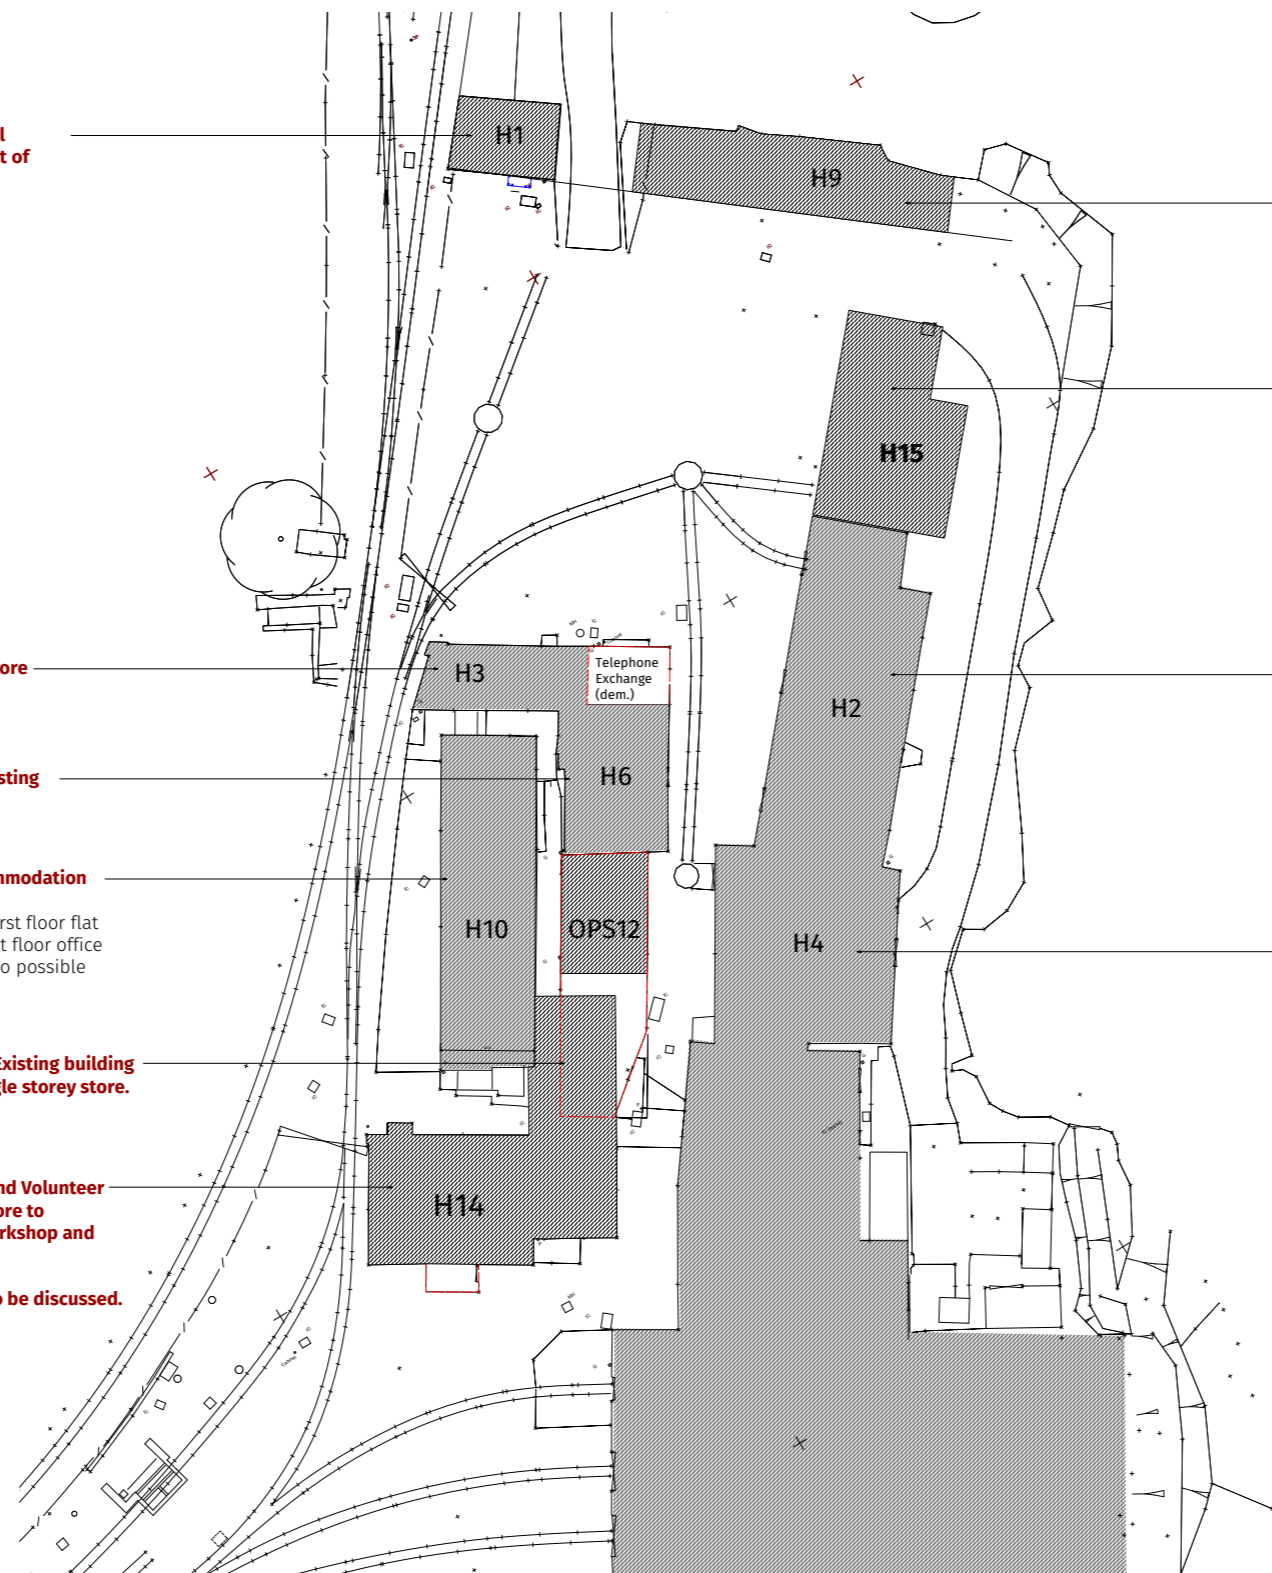 l
t of
H1
H9
H15
ore
H3
Telephone
Exchange
(dem.)
H2
sting
H6
nmodation
rst floor flat
t floor office
o possible
H10
OPS12
H4
Existing building
gle storey store.
nd Volunteer
ore to
rkshop and
H14
o be discussed.